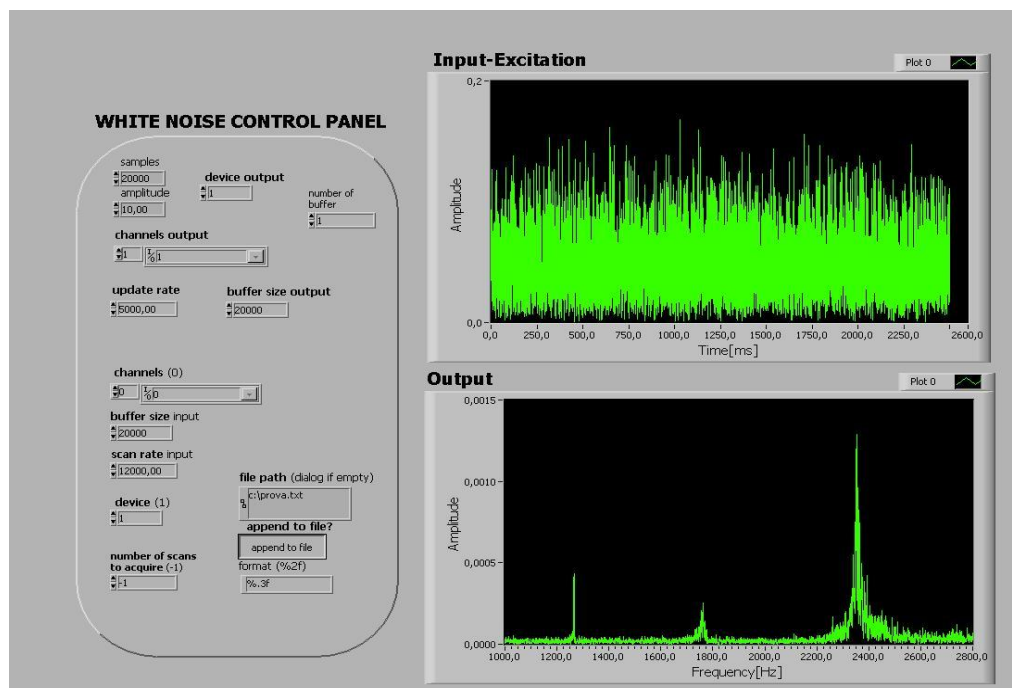 WHITE NOISE CONTROL PANEL
samples
20000
amplitude
10,00
device output
1
number of
buffer
1
channels output
1
I/O 1
update rate
5000,00
buffer size output
20000
channels (0)
0
I/O 0
buffer size input
20000
scan rate input
12000,00
device (1)
1
number of scans
to acquire (-1)
-1
file path (dialog if empty)
c:\prova.txt
append to file?
append to file
format (%2f)
%.3f
Input-Excitation
Plot 0
0,2
0,0
Amplitude
0,0 250,0 500,0 750,0 1000,0 1250,0 1500,0 1750,0 2000,0 2250,0 2600,0
Time[ms]
Output
Plot 0
0,0015
0,0010
0,0005
0,0000
Amplitude
1000,0 1200,0 1400,0 1600,0 1800,0 2000,0 2200,0 2400,0 2600,0 2800,0
Frequency[Hz]